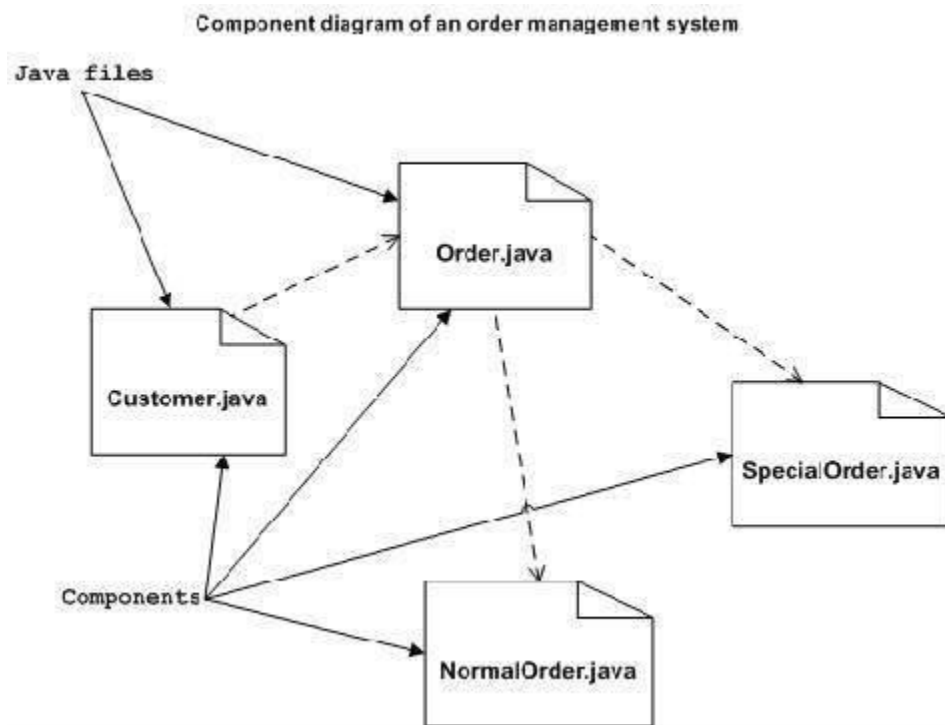 Component diagram of an order management system
Java files
Order.java
Customer.java
SpecialOrder.java
Components
NormalOrder.java